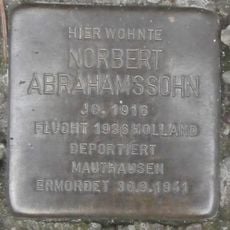 HIER WOHNTE
NORBERT
ABRAHAMSSOHN
JG. 1916
FLUCHT 1936 HOLLAND
DEPORTIERT
MAUTHAUSEN
ERMORDET 30.9.1941